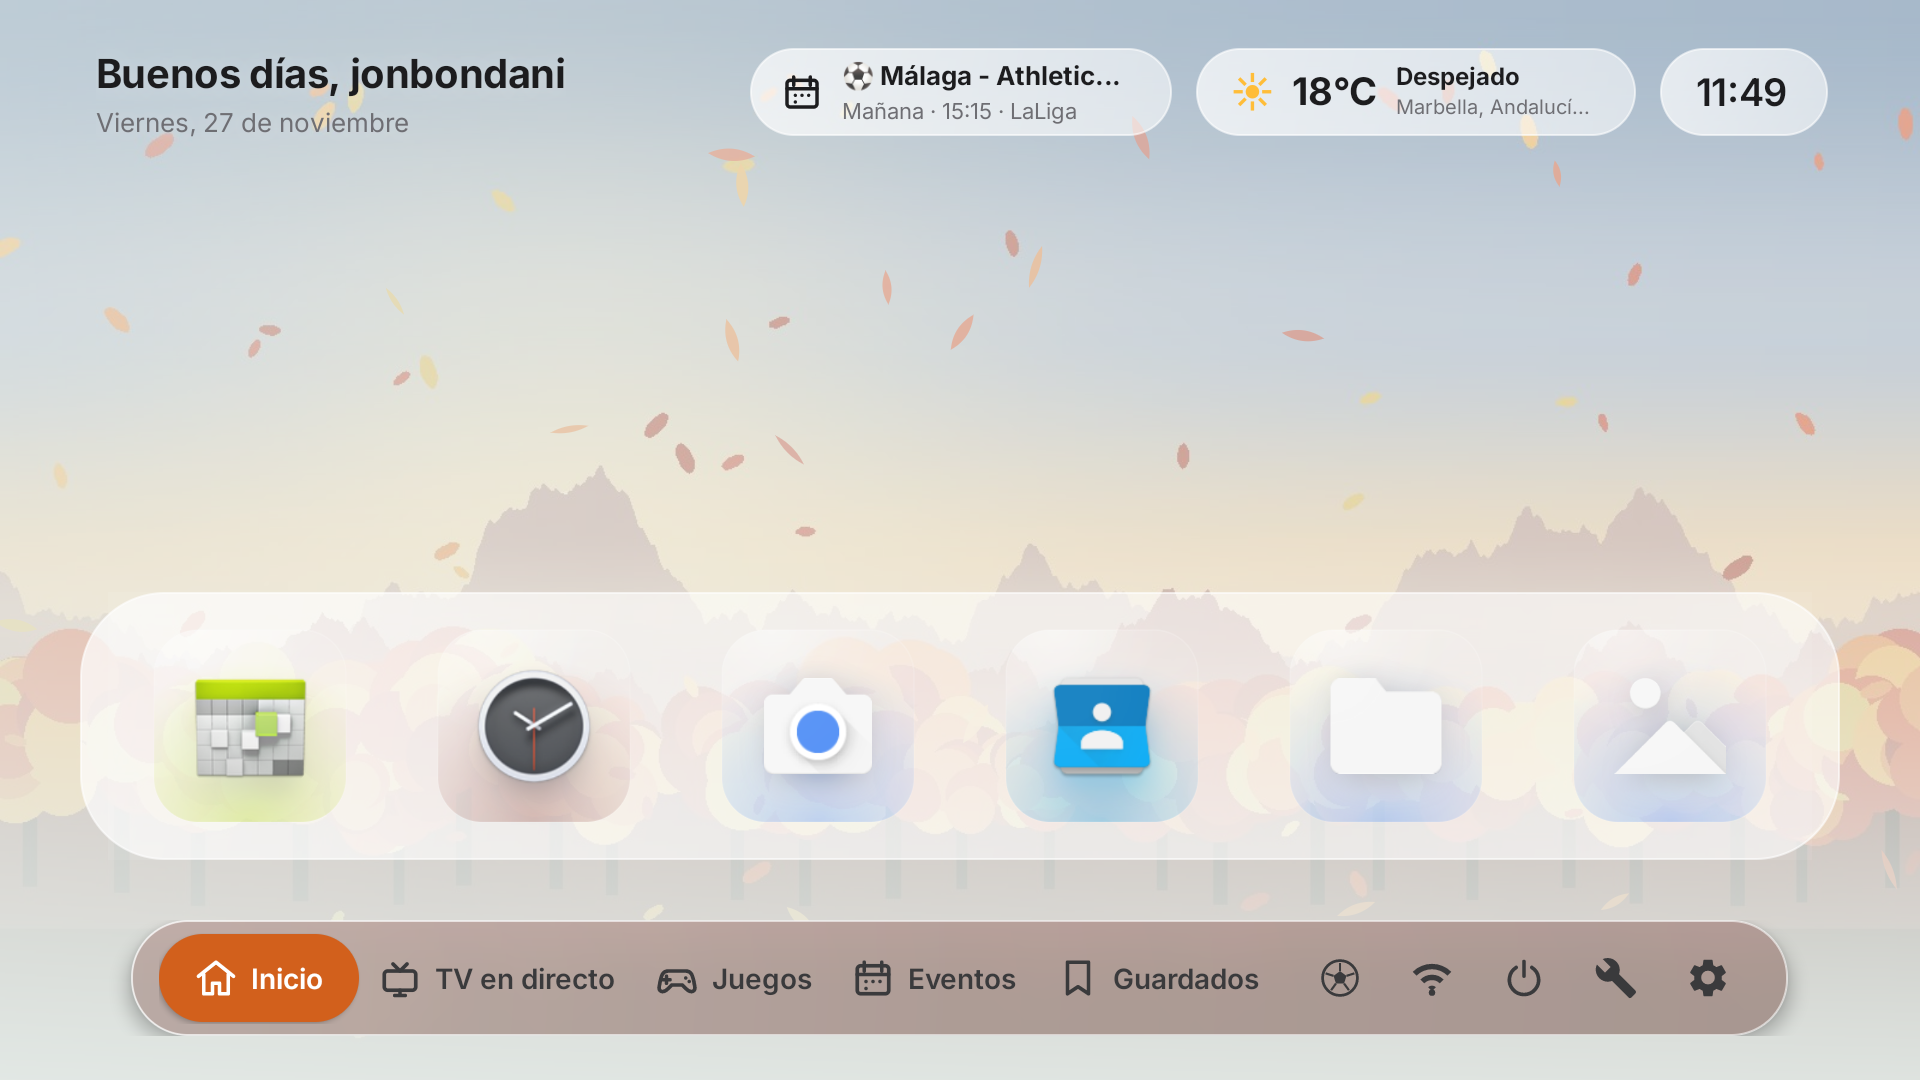 Buenos días, jonbondani
Viernes, 27 de noviembre
⚽ Málaga - Athletic...
Mañana · 15:15 · LaLiga
18°C
Despejado
Marbella, Andalucí...
11:49
Inicio
TV en directo
Juegos
Eventos
Guardados